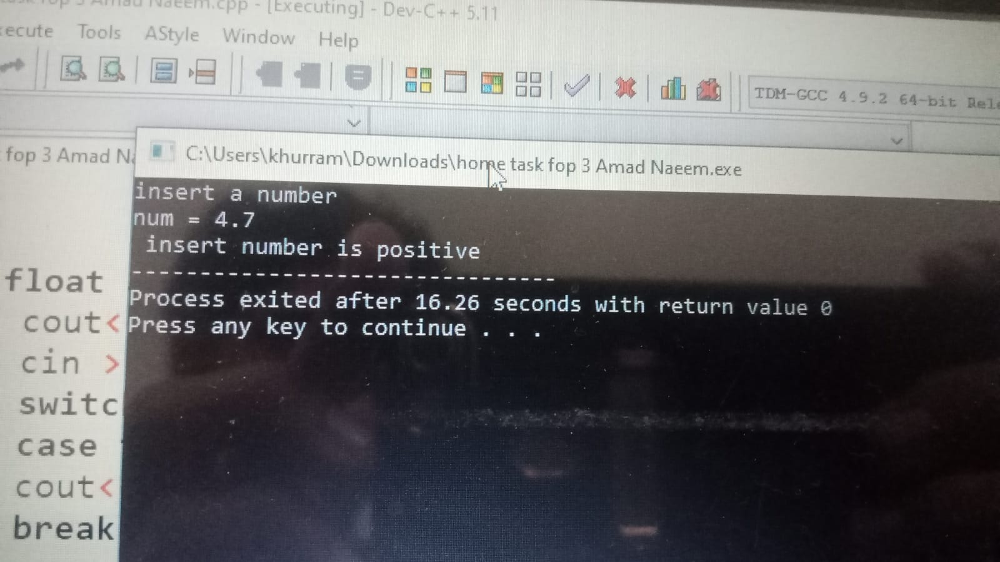 Naeem.cpp - [Executing] - Dev-C++ 5.11
Tools AStyle Window Help
TDM-GCC 4.9.2 64-bit
fop 3 Amad
C:\Users\khurram\Downloads\home task fop 3 Amad Naeem.exe
insert a number
num = 4.7
insert number is positive
--------------------------------
Process exited after 16.26 seconds with return value 0
Press any key to continue . . .
float
cout<
cin >
switc
case
cout<
break